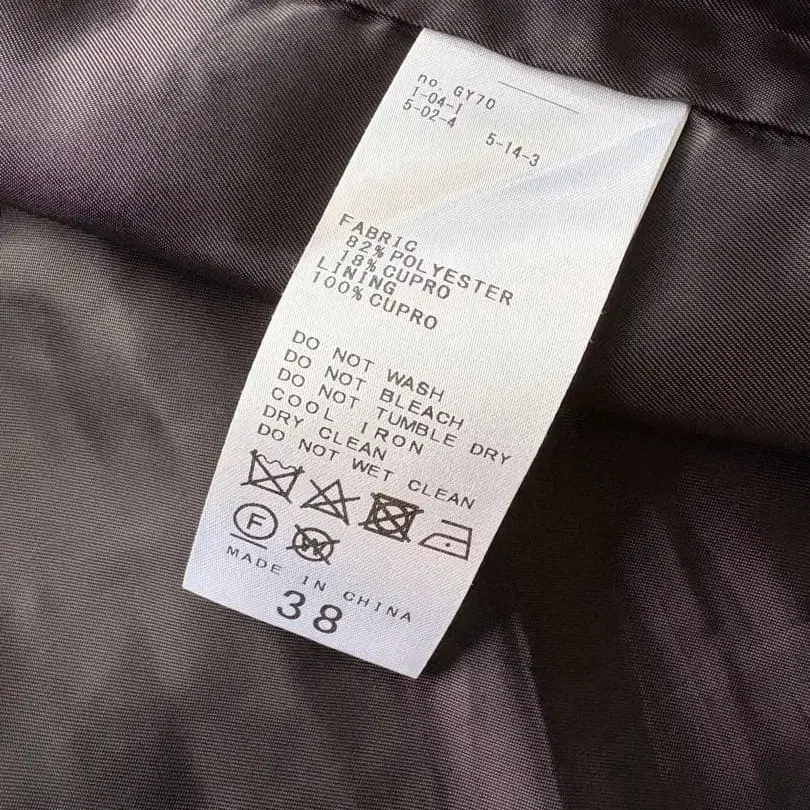 no. GY70
1-04-1
5-02-4 5-14-3
FABRIC
82%POLYESTER
18%CUPRO
LINING
100%CUPRO
DO NOT WASH
DO NOT BLEACH
DO NOT TUMBLE DRY
COOL IRON
DRY CLEAN
DO NOT WET CLEAN
F
W
MADE IN CHINA
38